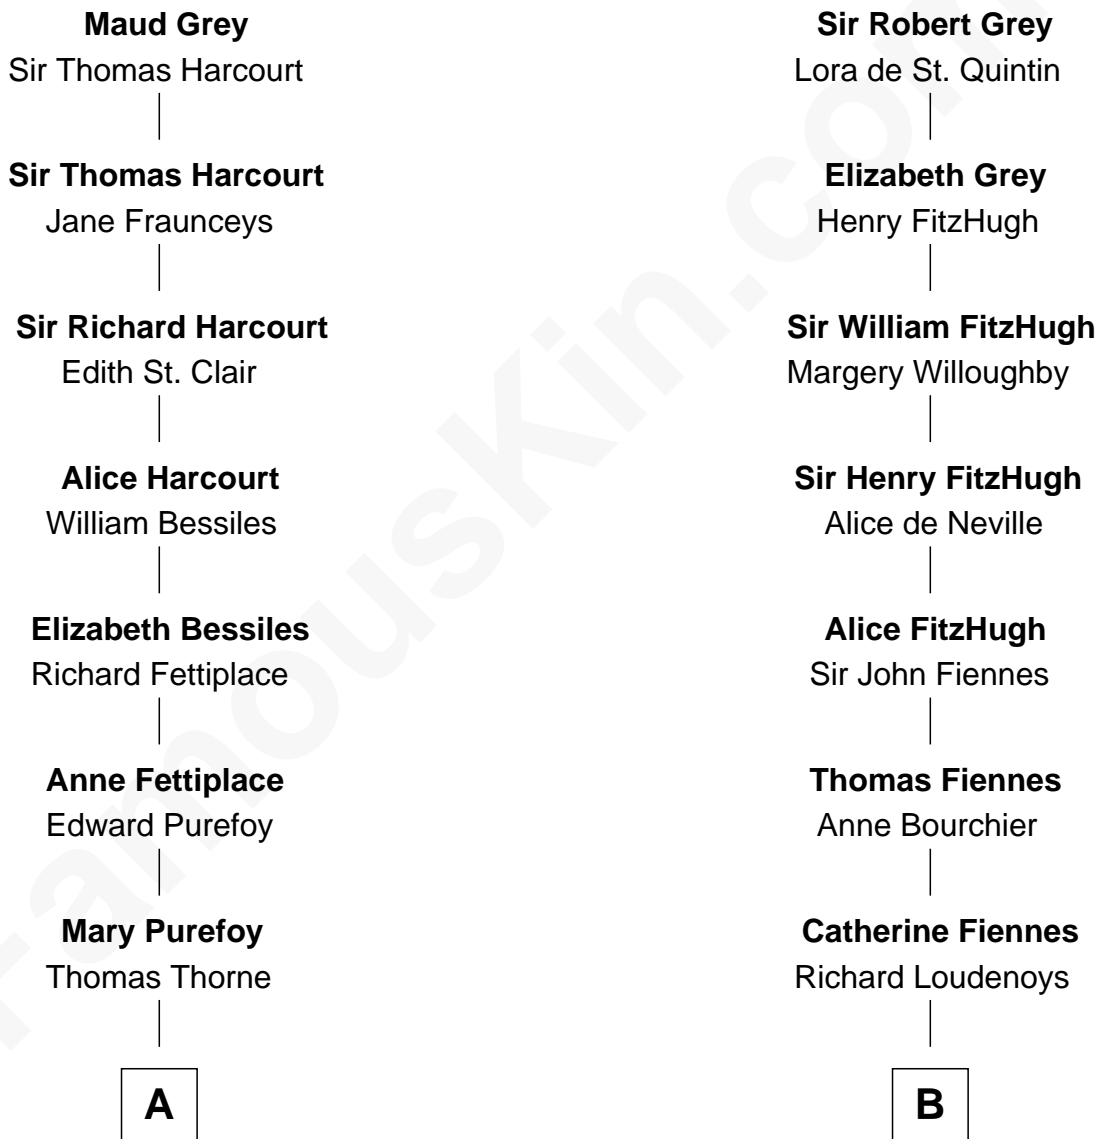 Maud Grey
Sir Thomas Harcourt
Sir Thomas Harcourt
Jane Fraunceys
Sir Richard Harcourt
Edith St. Clair
Alice Harcourt
William Bessiles
Elizabeth Bessiles
Richard Fettiplace
Anne Fettiplace
Edward Purefoy
Mary Purefoy
Thomas Thorne
A
Sir Robert Grey
Lora de St. Quintin
Elizabeth Grey
Henry FitzHugh
Sir William FitzHugh
Margery Willoughby
Sir Henry FitzHugh
Alice de Neville
Alice FitzHugh
Sir John Fiennes
Thomas Fiennes
Anne Bourchier
Catherine Fiennes
Richard Loudenoys
B
FamousKin.com